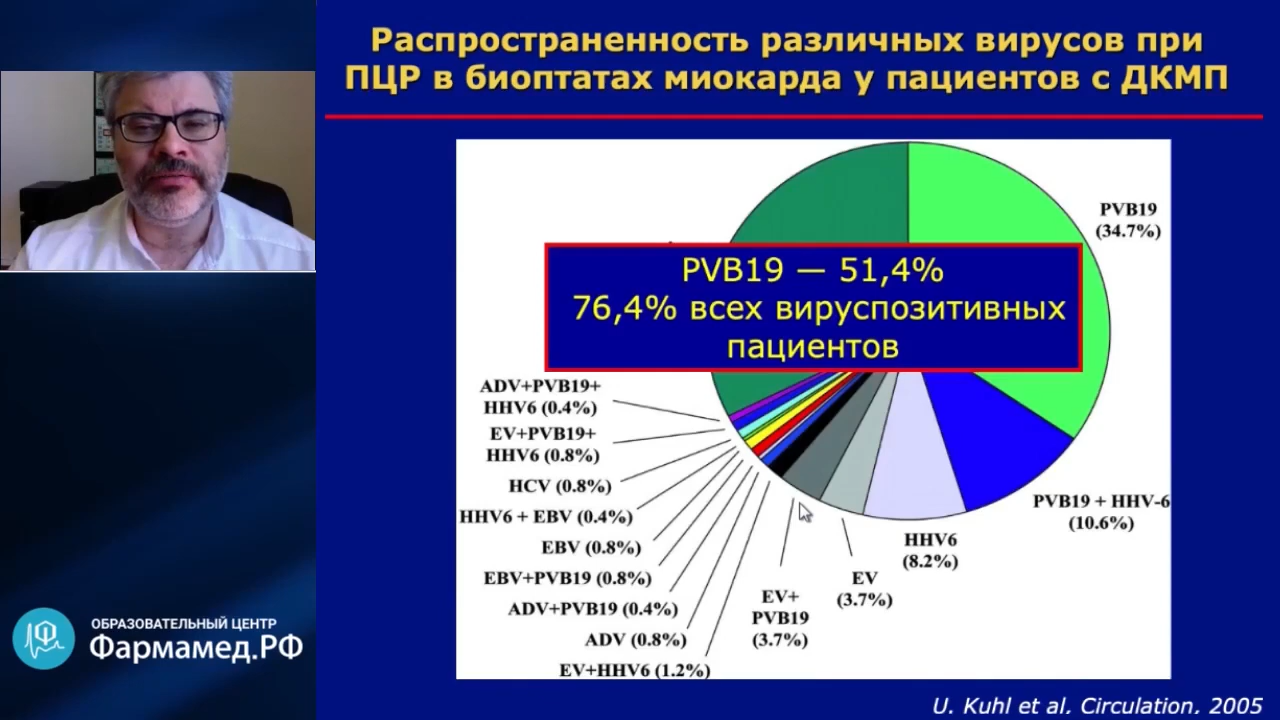 Распространенность различных вирусов при
ПЦР в биоптатах миокарда у пациентов с ДКМП
PVB19
(34.7%)
PVB19 — 51,4%
76,4% всех вируспозитивных
пациентов
ADV+PVB19+
HHV6 (0.4%)
EV+PVB19+
HHV6 (0.8%)
HCV (0.8%)
HHV6 + EBV (0.4%)
EBV (0.8%)
EBV+PVB19 (0.8%)
ADV+PVB19 (0.4%)
ADV (0.8%)
EV+HHV6 (1.2%)
EV+
PVB19
(3.7%)
EV
(3.7%)
HHV6
(8.2%)
PVB19 + HHV-6
(10.6%)
ОБРАЗОВАТЕЛЬНЫЙ ЦЕНТР
Фармамед.РФ
U. Kuhl et al. Circulation. 2005